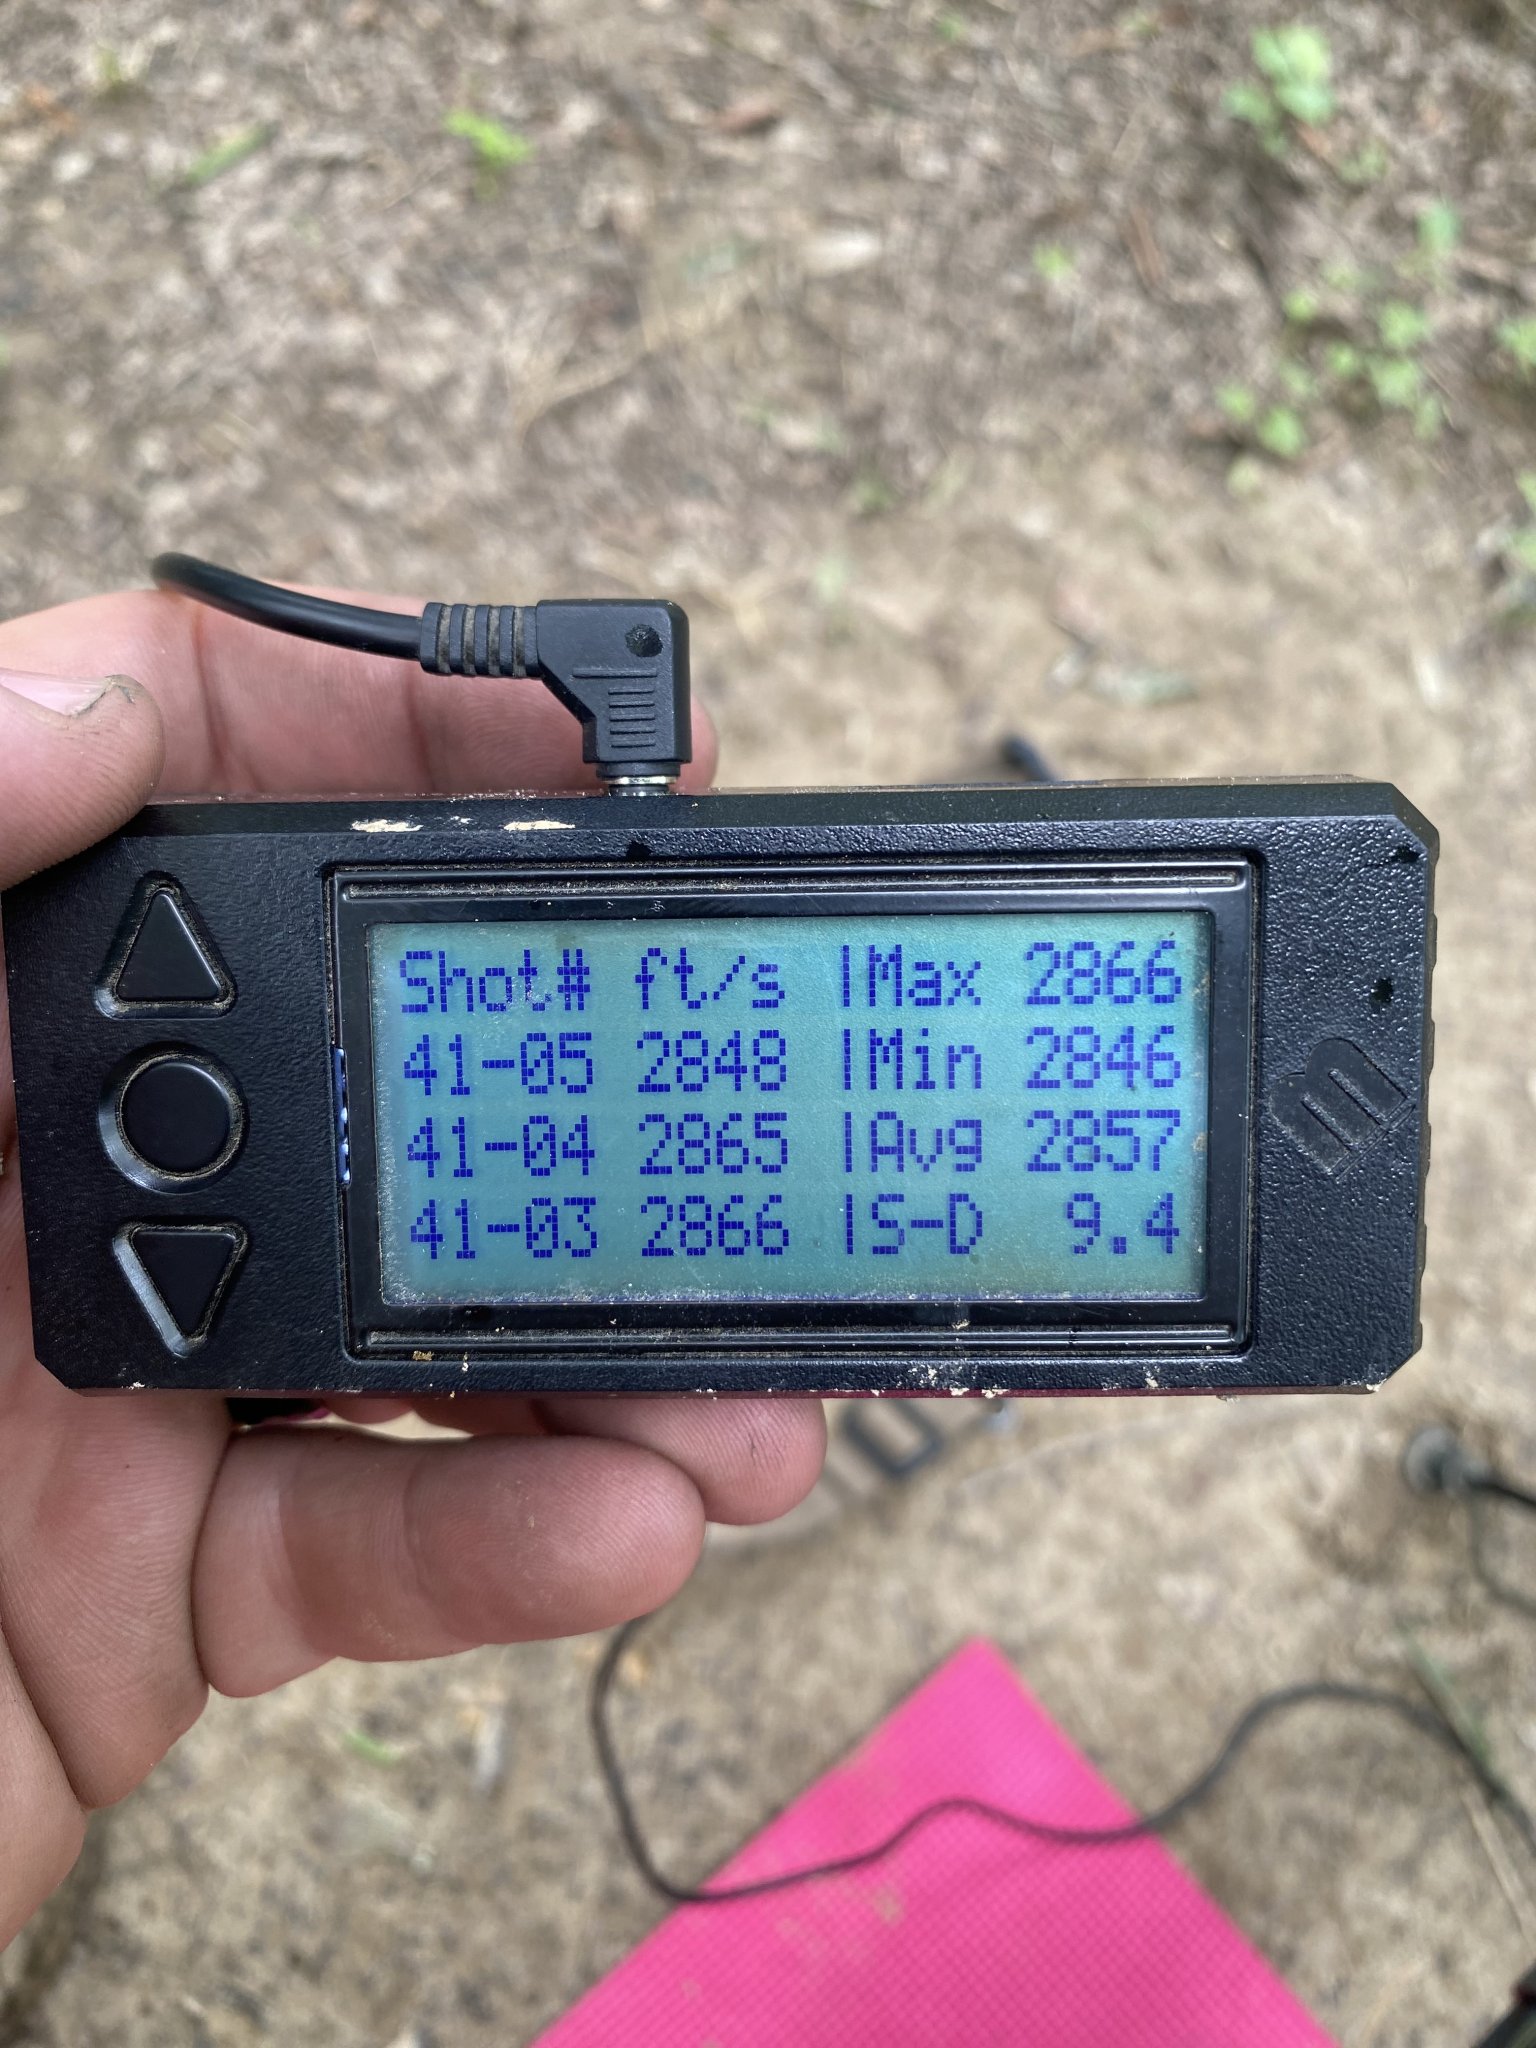 Shot# ft/s |Max 2866
41-05 2848 |Min 2846
41-04 2865 |Avg 2857
41-03 2866 |S-D 9.4